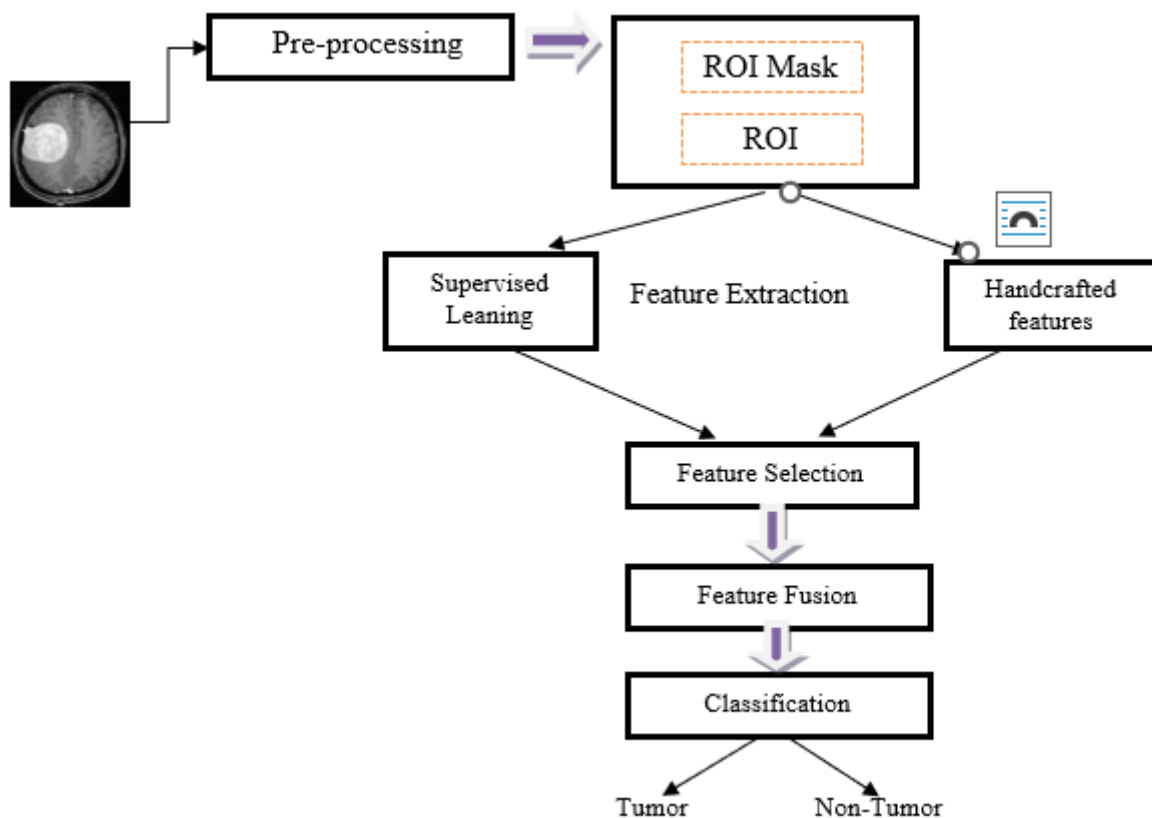 Pre-processing
ROI Mask
ROI
Supervised
Leaning
Feature Extraction
Handcrafted
features
Feature Selection
Feature Fusion
Classification
Tumor
Non-Tumor